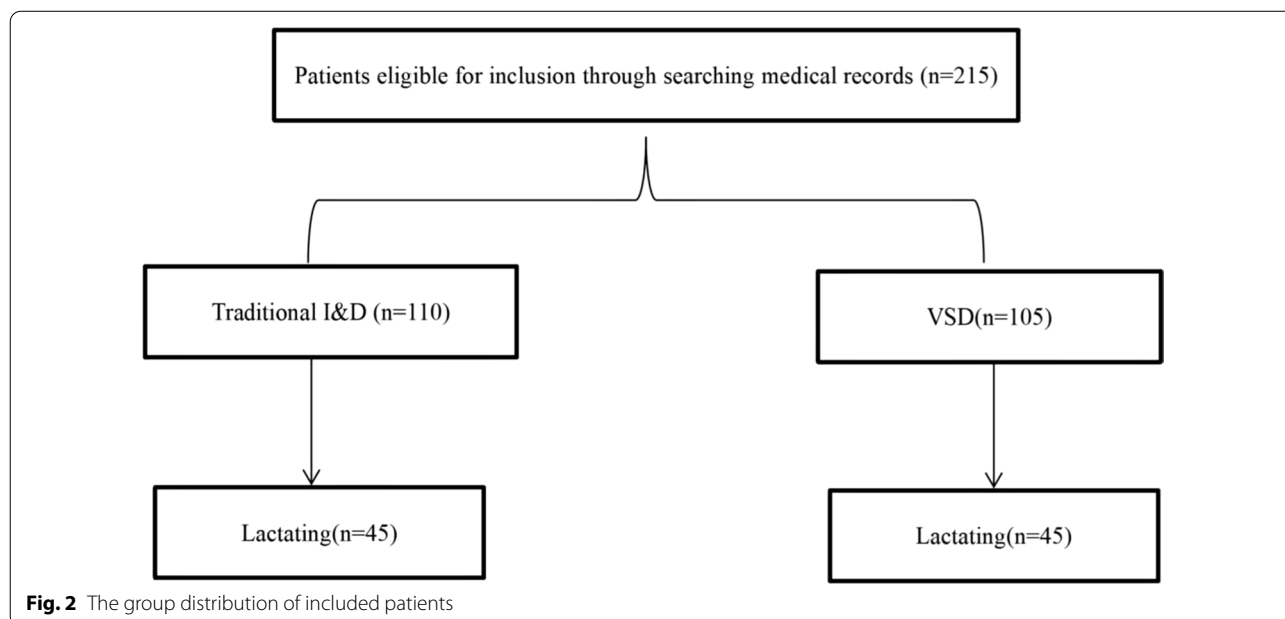 Patients eligible for inclusion through searching medical records (n=215)
Traditional I&D (n=110)
VSD(n=105)
Lactating(n=45)
Lactating(n=45)
Fig. 2 The group distribution of included patients